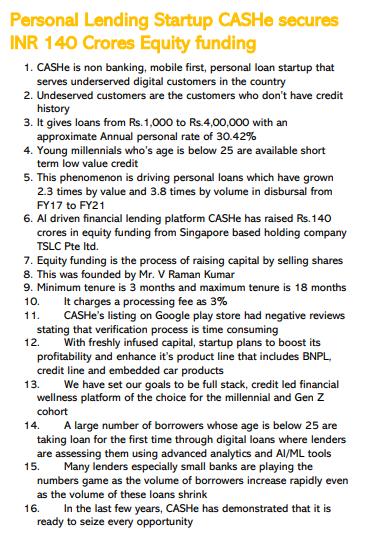 Personal Lending Startup CASHe secures
INR 140 Crores Equity funding
1. CASHe is non banking, mobile first, personal loan startup that
serves underserved digital customers in the country
2. Undeserved customers are the customers who don't have credit
history
3. It gives loans from Rs.1,000 to Rs.4,00,000 with an
approximate Annual personal rate of 30.42%
4. Young millennials who's age is below 25 are available short
term low value credit
5. This phenomenon is driving personal loans which have grown
2.3 times by value and 3.8 times by volume in disbursal from
FY17 to FY21
6. AI driven financial lending platform CASHe has raised Rs.140
crores in equity funding from Singapore based holding company
TSLC Pte ltd.
7. Equity funding is the process of raising capital by selling shares
8. This was founded by Mr. V Raman Kumar
9. Minimum tenure is 3 months and maximum tenure is 18 months
10. It charges a processing fee as 3%
11. CASHe's listing on Google play store had negative reviews
stating that verification process is time consuming
12. With freshly infused capital, startup plans to boost its
profitability and enhance it's product line that includes BNPL,
credit line and embedded car products
13. We have set our goals to be full stack, credit led financial
wellness platform of the choice for the millennial and Gen Z
cohort
14. A large number of borrowers whose age is below 25 are
taking loan for the first time through digital loans where lenders
are assessing them using advanced analytics and AI/ML tools
15. Many lenders especially small banks are playing the
numbers game as the volume of borrowers increase rapidly even
as the volume of these loans shrink
16. In the last few years, CASHe has demonstrated that it is
ready to seize every opportunity